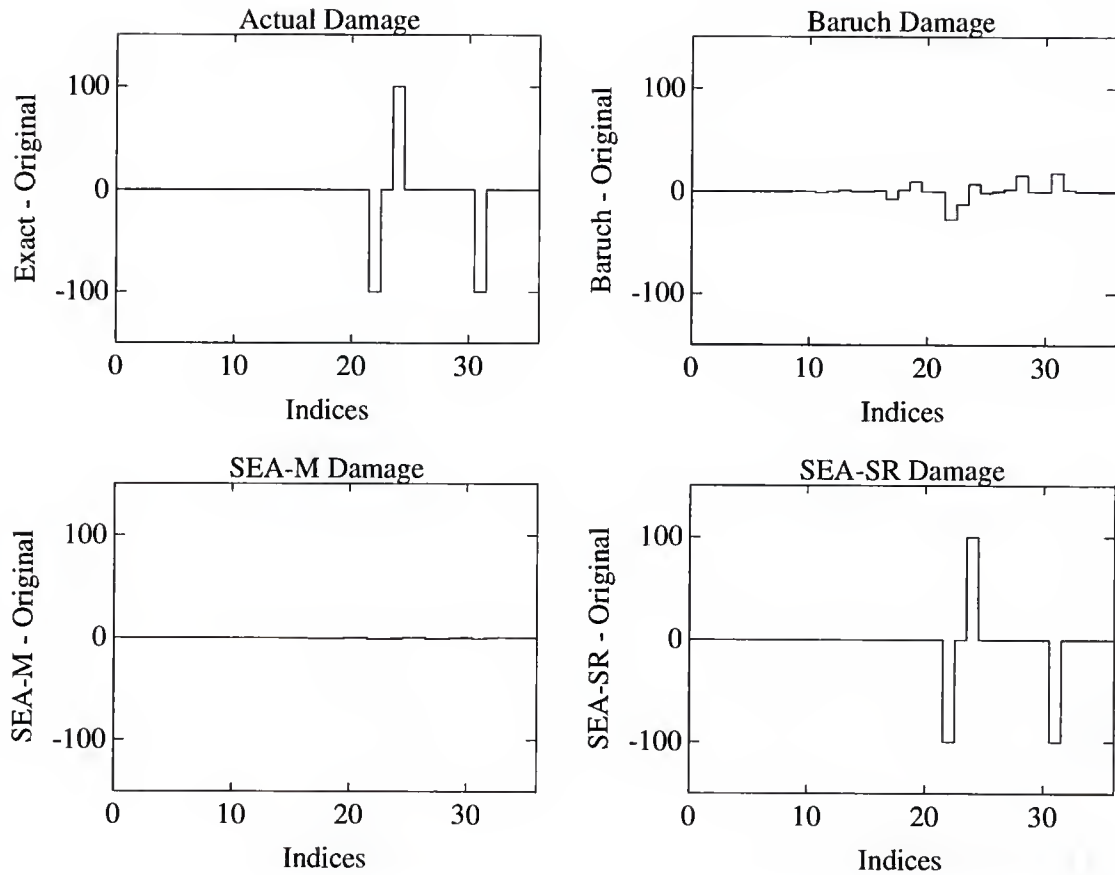 Actual Damage
Exact - Original
100
0
-100
0 10 20 30
Indices
Baruch Damage
Baruch - Original
100
0
-100
0 10 20 30
Indices
SEA-M Damage
SEA-M - Original
100
0
-100
0 10 20 30
Indices
SEA-SR Damage
SEA-SR - Original
100
0
-100
0 10 20 30
Indices